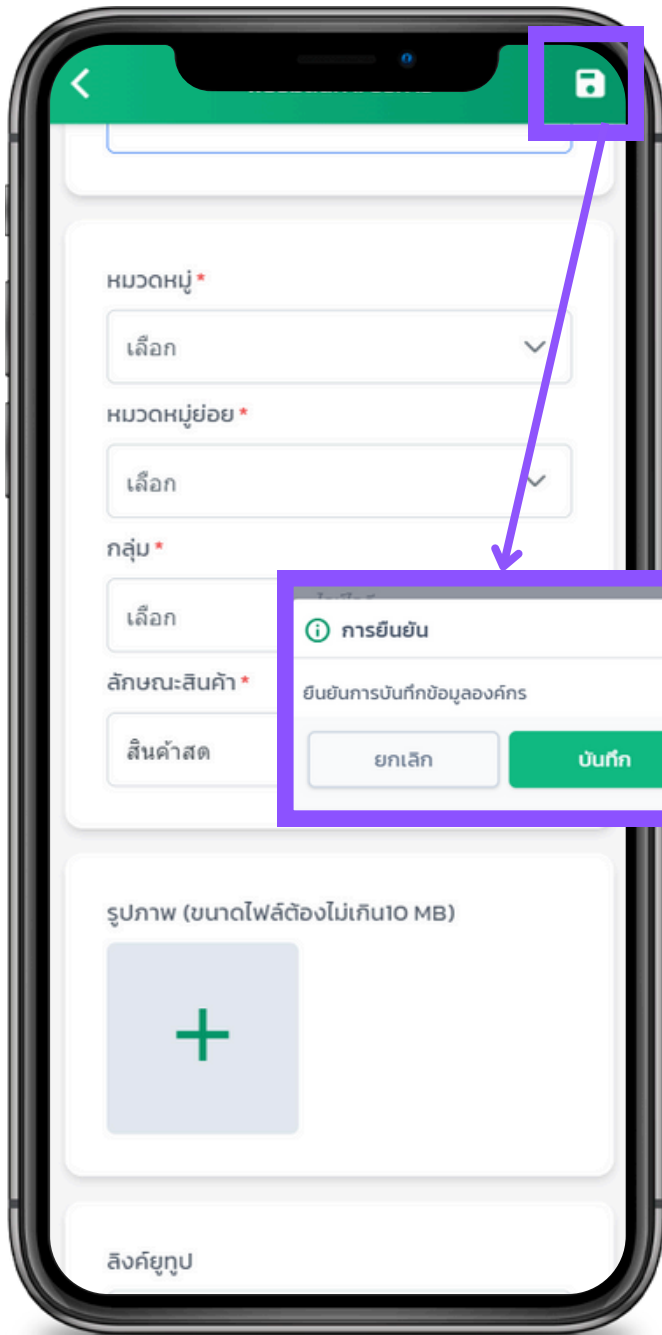 หมวดหมู่ *
เลือก
หมวดหมู่ย่อย *
เลือก
กลุ่ม *
เลือก
การยืนยัน
ลักษณะสินค้า *
ยืนยันการบันทึกข้อมูลองค์กร
สินค้าสด
ยกเลิก
บันทึก
รูปภาพ (ขนาดไฟล์ต้องไม่เกิน10 MB)
ลิงค์ยูทูป